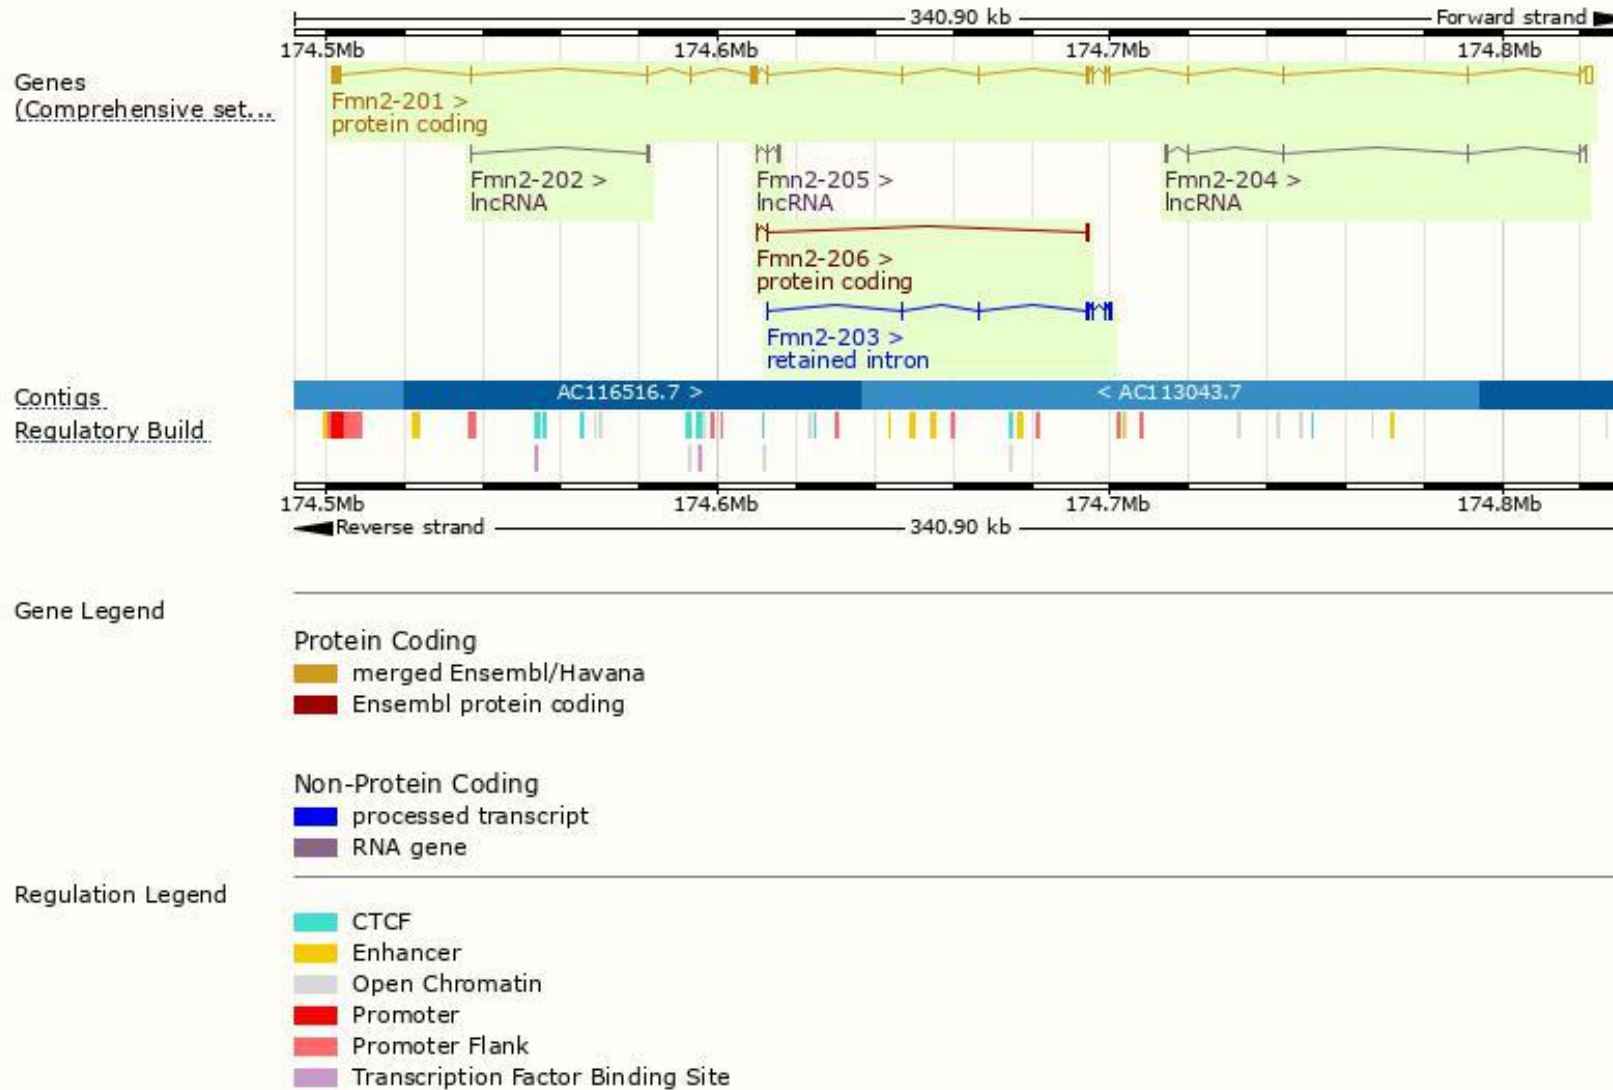 340.90 kb Forward strand
174.5Mb 174.6Mb 174.7Mb 174.8Mb
Genes
(Comprehensive set...
Fmn2-201 >
protein coding
Fmn2-202 > Fmn2-205 > Fmn2-204 >
lncRNA lncRNA lncRNA
Fmn2-206 >
protein coding
Fmn2-203 >
retained intron
Contigs AC116516.7 > < AC113043.7
Regulatory Build
174.5Mb 174.6Mb 174.7Mb 174.8Mb
Reverse strand 340.90 kb
Gene Legend
Protein Coding
merged Ensembl/Havana
Ensembl protein coding
Non-Protein Coding
processed transcript
RNA gene
Regulation Legend
CTCF
Enhancer
Open Chromatin
Promoter
Promoter Flank
Transcription Factor Binding Site